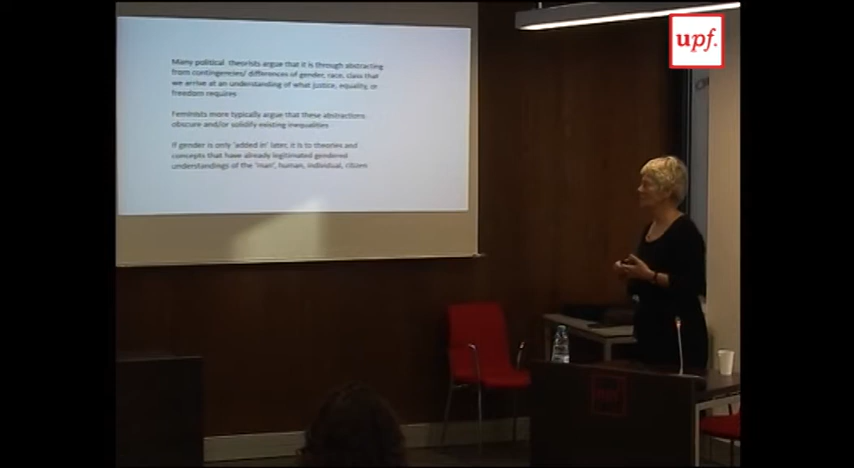 upf.
Many political theorists argue that it is through abstracting
from contingencies/ differences of gender, race, class that
we arrive at an understanding of what justice, equality, or
freedom requires
Feminists more typically argue that these abstractions
obscure and/or solidify existing inequalities
If gender is only 'added in' later, it is to theories and
concepts that have already legitimated gendered
understandings of the 'man', human, individual, citizen
upf.